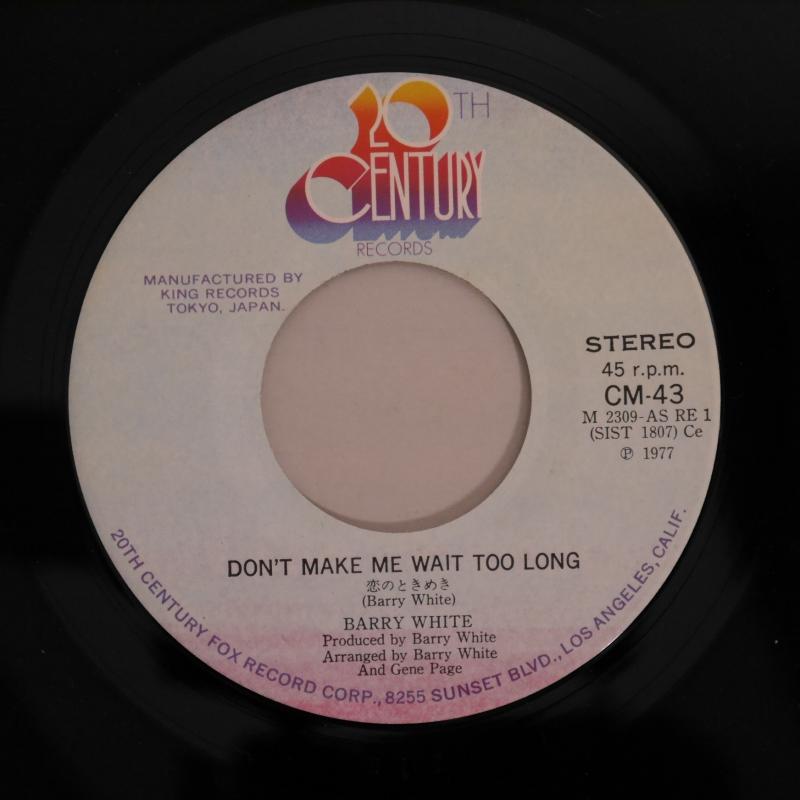 20TH
CENTURY
RECORDS
MANUFACTURED BY
KING RECORDS
TOKYO, JAPAN.
STEREO
45 r.p.m.
CM-43
M 2309-AS RE 1
(SIST 1807) Ce
℗ 1977
DON'T MAKE ME WAIT TOO LONG
恋のときめき
(Barry White)
BARRY WHITE
Produced by Barry White
Arranged by Barry White
And Gene Page
20TH CENTURY FOX RECORD CORP., 8255 SUNSET BLVD., LOS ANGELES, CALIF.